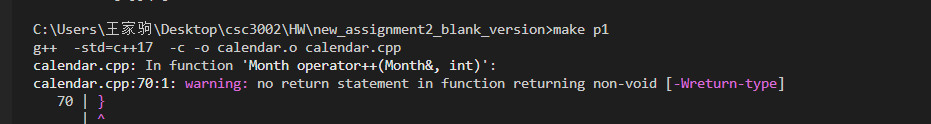 C:\Users\王家驹\Desktop\csc3002\HW\new_assignment2_blank_version>make p1
g++  -std=c++17  -c -o calendar.o calendar.cpp
calendar.cpp: In function 'Month operator++(Month&, int)':
calendar.cpp:70:1: warning: no return statement in function returning non-void [-Wreturn-type]
   70 | }
      | ^